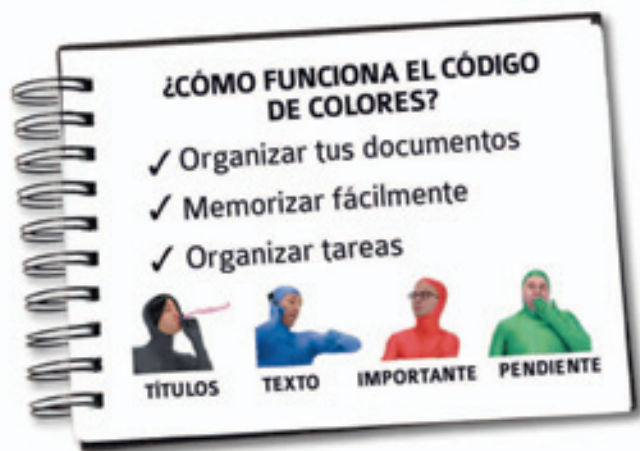 ¿CÓMO FUNCIONA EL CÓDIGO
DE COLORES?
✓ Organizar tus documentos
✓ Memorizar fácilmente
✓ Organizar tareas
TÍTULOS TEXTO IMPORTANTE PENDIENTE